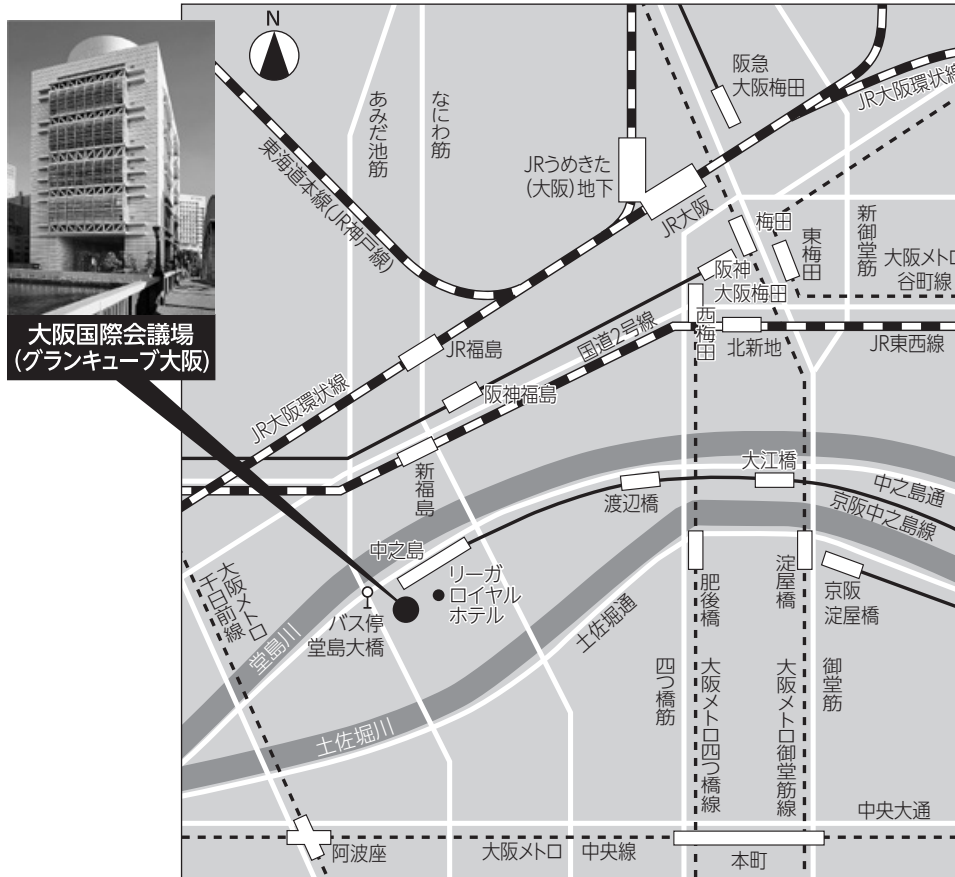 N
大阪国際会議場
(グランキューブ大阪)
あみだ池筋
なにわ筋
東海道本線(JR神戸線)
JRうめきた
(大阪)地下
阪急
大阪梅田
JR大阪環状線
JR大阪
梅田
東梅田
新御堂筋
大阪メトロ
谷町線
阪神
大阪梅田
西梅田
北新地
JR東西線
国道2号線
JR福島
阪神福島
JR大阪環状線
新福島
大江橋
渡辺橋
中之島通
京阪中之島線
中之島
リーガ
ロイヤル
ホテル
バス停
堂島大橋
大阪メトロ
千日前線
堂島川
土佐堀川
土佐堀通
肥後橋
淀屋橋
京阪
淀屋橋
四つ橋筋
大阪メトロ四つ橋線
大阪メトロ御堂筋線
御堂筋
中央大通
阿波座
大阪メトロ
中央線
本町